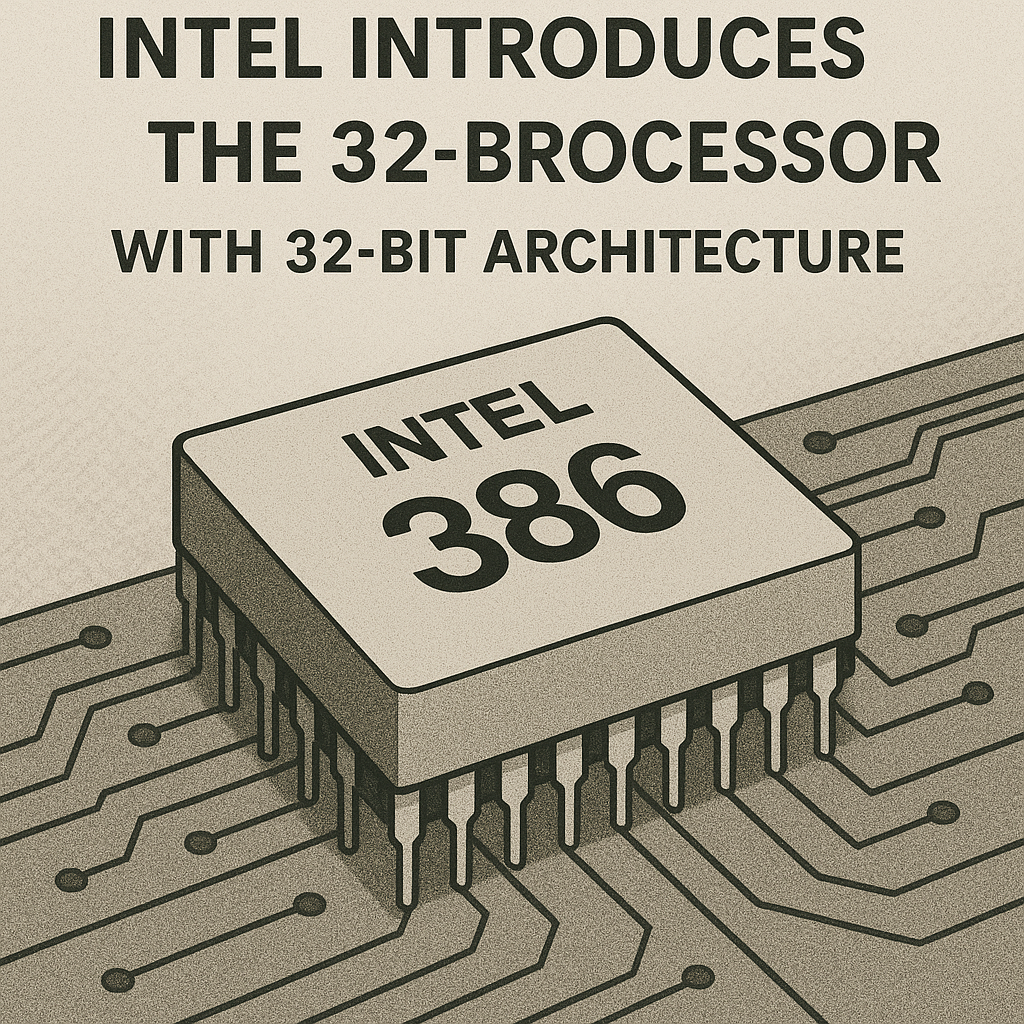 INTEL INTRODUCES
THE 32-BROCESSOR
WITH 32-BIT ARCHITECTURE
INTEL
386